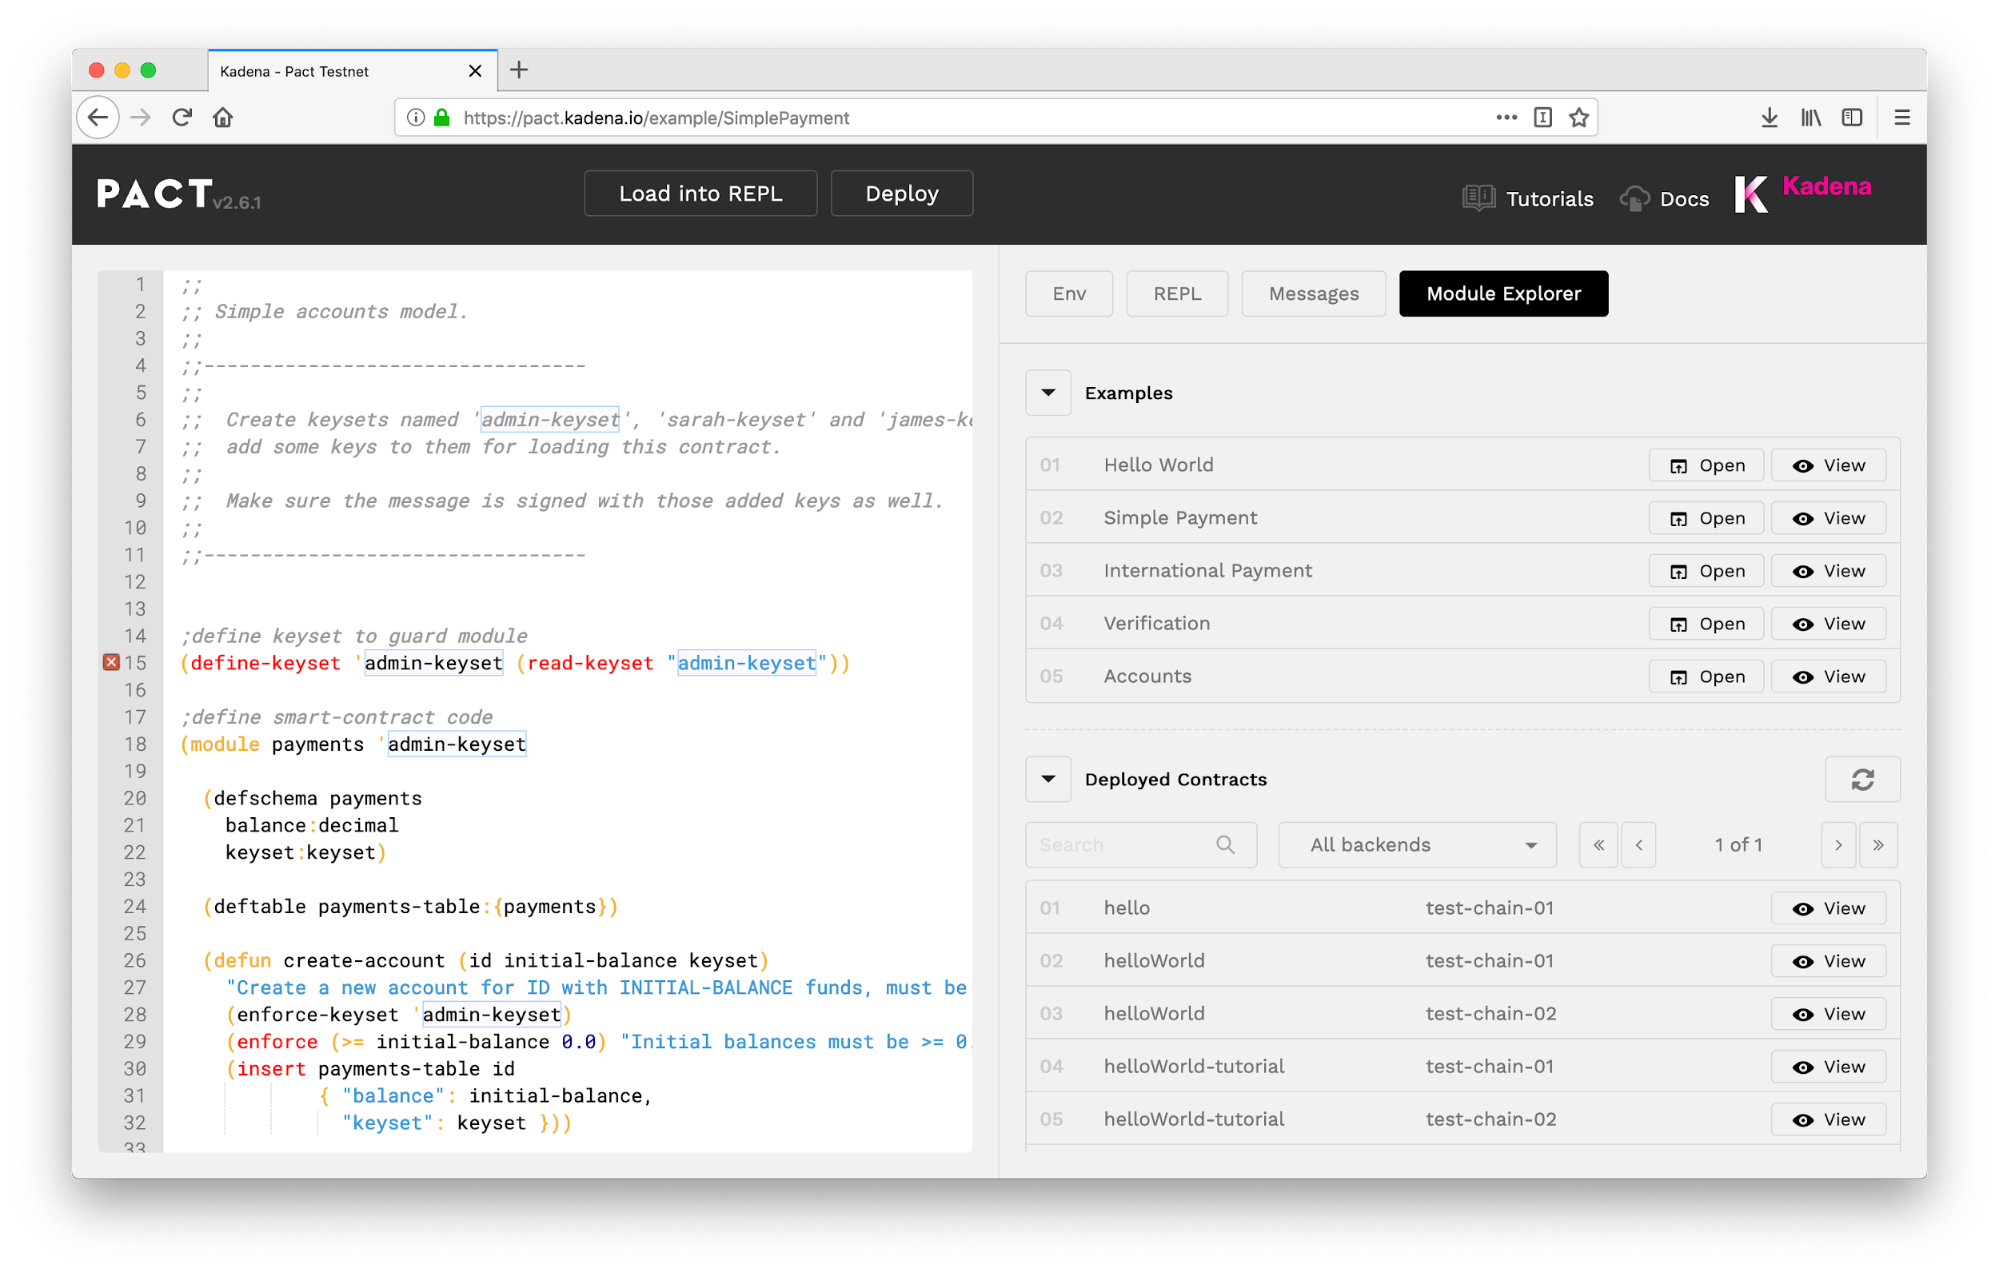 Kadena - Pact Testnet
https://pact.kadena.io/example/SimplePayment
PACT v2.6.1
Load into REPL
Deploy
Tutorials
Docs
Kadena
1 ;;
2 ;; Simple accounts model.
3 ;;
4 ;;---------------------------------
5 ;;
6 ;;  Create keysets named 'admin-keyset', 'sarah-keyset' and 'james-ke
7 ;;  add some keys to them for loading this contract.
8 ;;
9 ;;  Make sure the message is signed with those added keys as well.
10 ;;
11 ;;---------------------------------
12
13
14 ;define keyset to guard module
15 (define-keyset 'admin-keyset (read-keyset "admin-keyset"))
16
17 ;define smart-contract code
18 (module payments 'admin-keyset
19
20   (defschema payments
21     balance:decimal
22     keyset:keyset)
23
24   (deftable payments-table:{payments})
25
26   (defun create-account (id initial-balance keyset)
27     "Create a new account for ID with INITIAL-BALANCE funds, must be
28     (enforce-keyset 'admin-keyset)
29     (enforce (>= initial-balance 0.0) "Initial balances must be >= 0.
30     (insert payments-table id
31             { "balance": initial-balance,
32               "keyset": keyset }))
33
Env
REPL
Messages
Module Explorer
Examples
01 Hello World Open View
02 Simple Payment Open View
03 International Payment Open View
04 Verification Open View
05 Accounts Open View
Deployed Contracts
Search
All backends
« ‹ 1 of 1 › »
01 hello test-chain-01 View
02 helloWorld test-chain-01 View
03 helloWorld test-chain-02 View
04 helloWorld-tutorial test-chain-01 View
05 helloWorld-tutorial test-chain-02 View